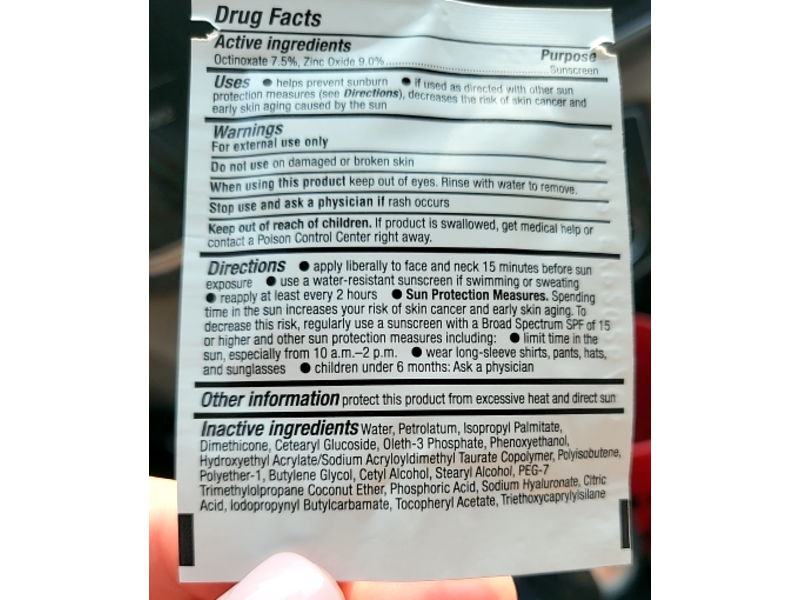 Drug Facts
Active ingredients Purpose
Octinoxate 7.5%, Zinc Oxide 9.0%........................................Sunscreen
Uses ● helps prevent sunburn ● if used as directed with other sun
protection measures (see Directions), decreases the risk of skin cancer and
early skin aging caused by the sun
Warnings
For external use only
Do not use on damaged or broken skin
When using this product keep out of eyes. Rinse with water to remove.
Stop use and ask a physician if rash occurs
Keep out of reach of children. If product is swallowed, get medical help or
contact a Poison Control Center right away.
Directions ● apply liberally to face and neck 15 minutes before sun
exposure ● use a water-resistant sunscreen if swimming or sweating
● reapply at least every 2 hours ● Sun Protection Measures. Spending
time in the sun increases your risk of skin cancer and early skin aging. To
decrease this risk, regularly use a sunscreen with a Broad Spectrum SPF of 15
or higher and other sun protection measures including: ● limit time in the
sun, especially from 10 a.m.–2 p.m. ● wear long-sleeve shirts, pants, hats,
and sunglasses ● children under 6 months: Ask a physician
Other information protect this product from excessive heat and direct sun
Inactive ingredients Water, Petrolatum, Isopropyl Palmitate,
Dimethicone, Cetearyl Glucoside, Oleth-3 Phosphate, Phenoxyethanol,
Hydroxyethyl Acrylate/Sodium Acryloyldimethyl Taurate Copolymer, Polyisobutene,
Polyether-1, Butylene Glycol, Cetyl Alcohol, Stearyl Alcohol, PEG-7
Trimethylolpropane Coconut Ether, Phosphoric Acid, Sodium Hyaluronate, Citric
Acid, Iodopropynyl Butylcarbamate, Tocopheryl Acetate, Triethoxycaprylylsilane